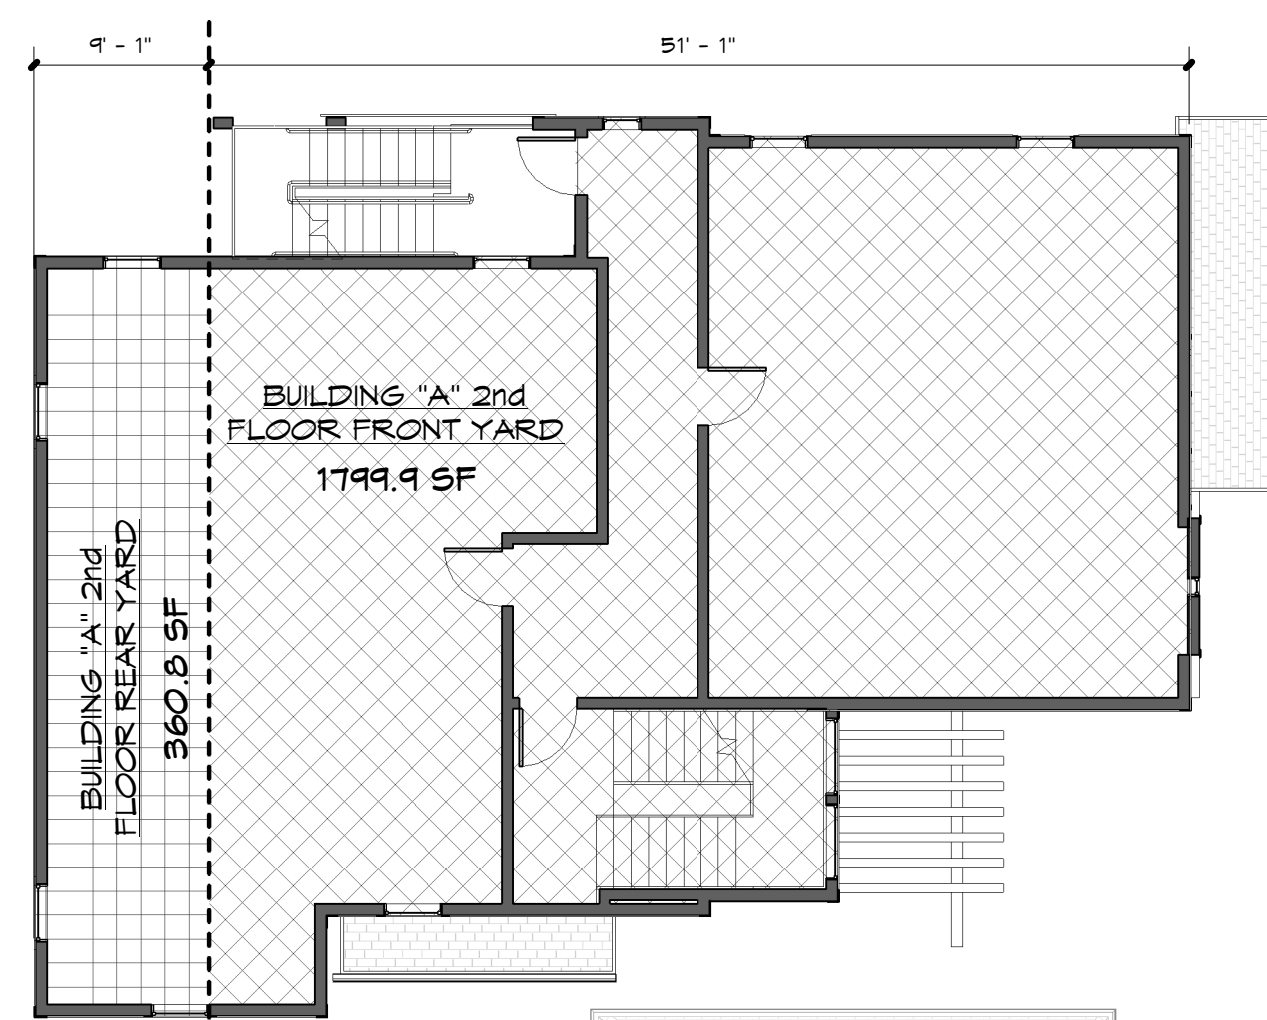 9' - 1"
51' - 1"
BUILDING "A" 2nd
FLOOR FRONT YARD
1799.9 SF
BUILDING "A" 2nd
FLOOR REAR YARD
360.8 SF